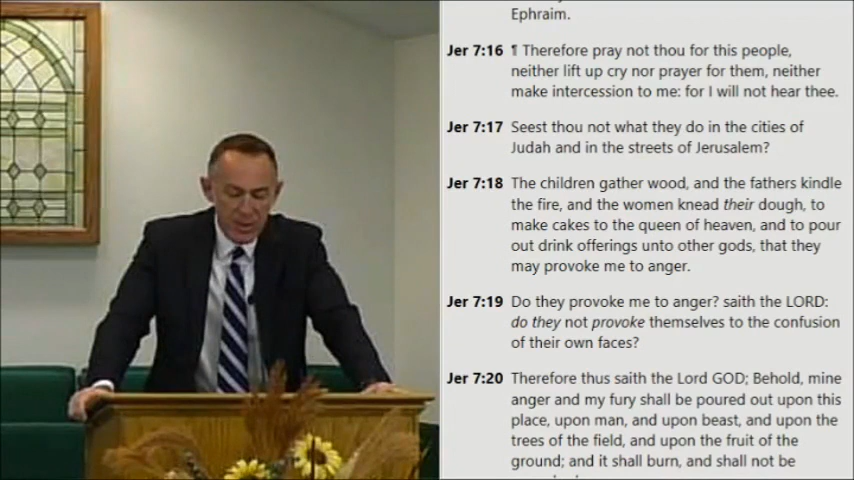 Ephraim.
Jer 7:16 ¶ Therefore pray not thou for this people,
neither lift up cry nor prayer for them, neither
make intercession to me: for I will not hear thee.
Jer 7:17 Seest thou not what they do in the cities of
Judah and in the streets of Jerusalem?
Jer 7:18 The children gather wood, and the fathers kindle
the fire, and the women knead their dough, to
make cakes to the queen of heaven, and to pour
out drink offerings unto other gods, that they
may provoke me to anger.
Jer 7:19 Do they provoke me to anger? saith the LORD:
do they not provoke themselves to the confusion
of their own faces?
Jer 7:20 Therefore thus saith the Lord GOD; Behold, mine
anger and my fury shall be poured out upon this
place, upon man, and upon beast, and upon the
trees of the field, and upon the fruit of the
ground; and it shall burn, and shall not be